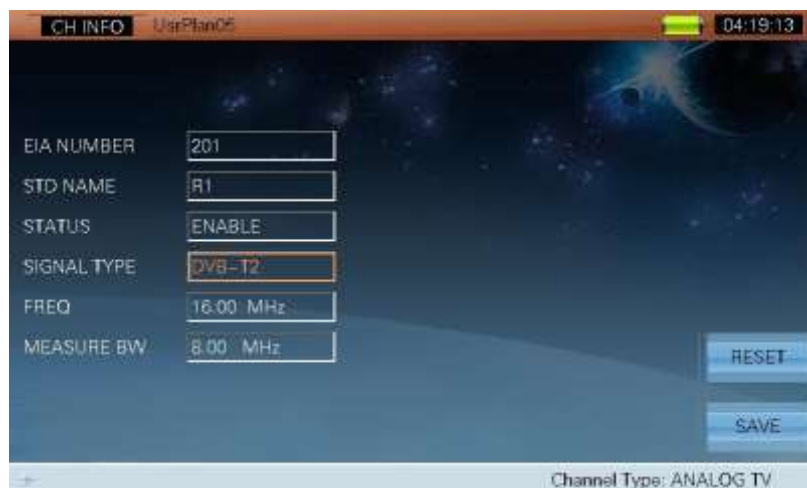 CH INFO UsrPlan05 04:19:13
EIA NUMBER 201
STD NAME R1
STATUS ENABLE
SIGNAL TYPE DVB-T2
FREQ 16.00 MHz
MEASURE BW 8.00 MHz
RESET
SAVE
Channel Type: ANALOG TV